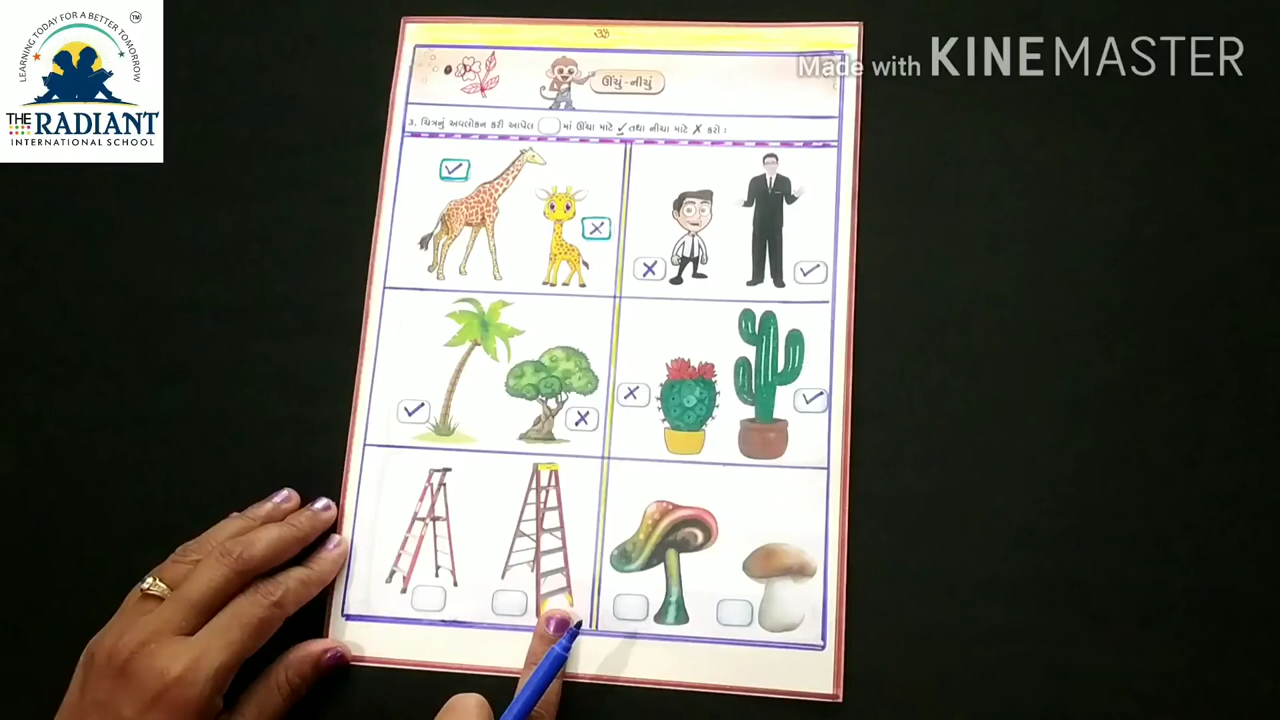 LEARNING TODAY FOR A BETTER TOMORROW
TM
THE RADIANT
INTERNATIONAL SCHOOL
Made with KINEMASTER
ૐ
ઊંચું-નીચું
3. ચિત્રનું અવલોકન કરી આપેલ માં ઊંચા માટે ✓ તથા નીચા માટે ✗ કરો :